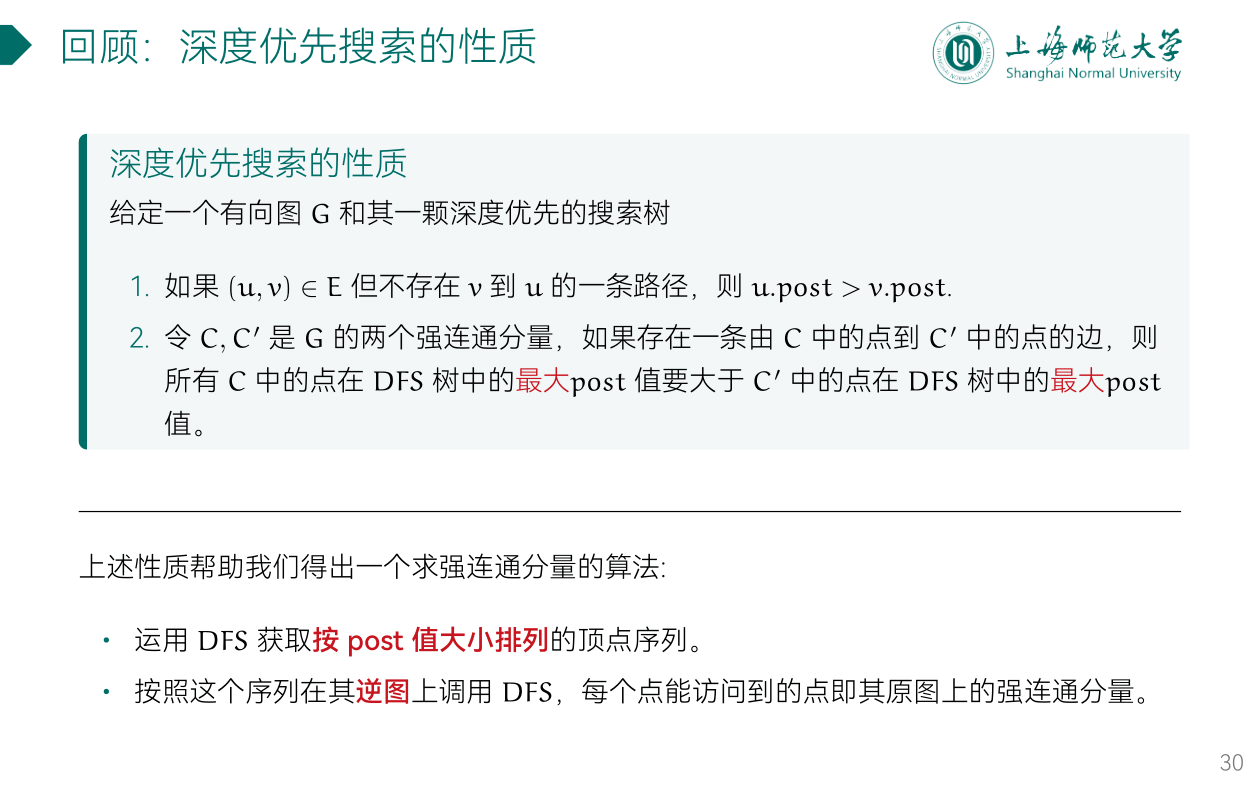 回顾：深度优先搜索的性质
上海师范大学
Shanghai Normal University
深度优先搜索的性质
给定一个有向图 G 和其一颗深度优先的搜索树
1. 如果 (u, v) ∈ E 但不存在 v 到 u 的一条路径，则 u.post > v.post.
2. 令 C, C′ 是 G 的两个强连通分量，如果存在一条由 C 中的点到 C′ 中的点的边，则
所有 C 中的点在 DFS 树中的最大post 值要大于 C′ 中的点在 DFS 树中的最大post
值。
上述性质帮助我们得出一个求强连通分量的算法:
• 运用 DFS 获取按 post 值大小排列的顶点序列。
• 按照这个序列在其逆图上调用 DFS，每个点能访问到的点即其原图上的强连通分量。
30